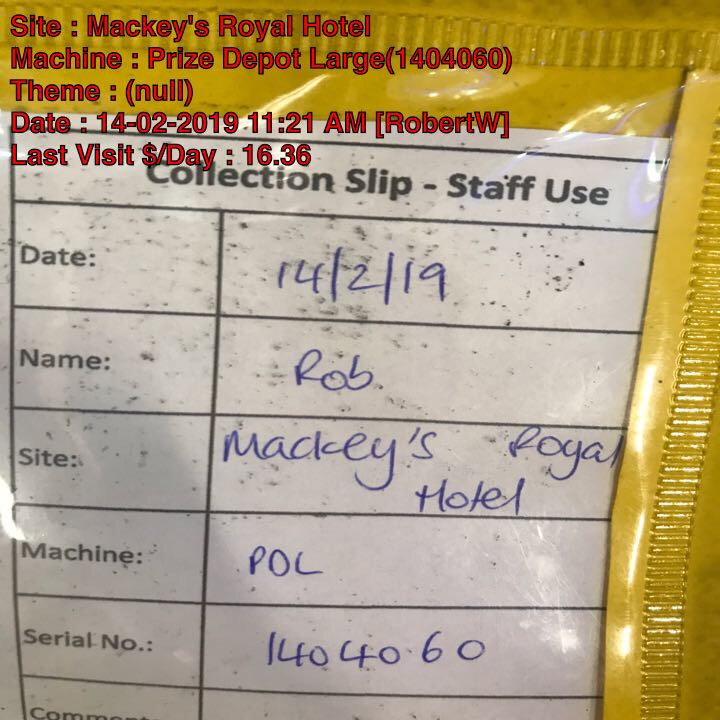 Site : Mackey's Royal Hotel
Machine : Prize Depot Large(1404060)
Theme : (null)
Date : 14-02-2019 11:21 AM [RobertW]
Last Visit $/Day : 16.36
Collection Slip - Staff Use
Date: 14/2/19
Name: Rob
Site: Mackey's Royal
Hotel
Machine: PDL
Serial No.: 1404060